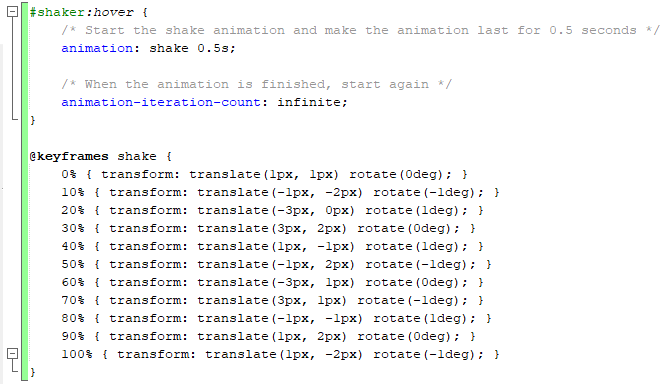 #shaker:hover {
/* Start the shake animation and make the animation last for 0.5 seconds */
animation: shake 0.5s;
/* When the animation is finished, start again */
animation-iteration-count: infinite;
}
@keyframes shake {
0% { transform: translate(1px, 1px) rotate(0deg); }
10% { transform: translate(-1px, -2px) rotate(-1deg); }
20% { transform: translate(-3px, 0px) rotate(1deg); }
30% { transform: translate(3px, 2px) rotate(0deg); }
40% { transform: translate(1px, -1px) rotate(1deg); }
50% { transform: translate(-1px, 2px) rotate(-1deg); }
60% { transform: translate(-3px, 1px) rotate(0deg); }
70% { transform: translate(3px, 1px) rotate(-1deg); }
80% { transform: translate(-1px, -1px) rotate(1deg); }
90% { transform: translate(1px, 2px) rotate(0deg); }
100% { transform: translate(1px, -2px) rotate(-1deg); }
}